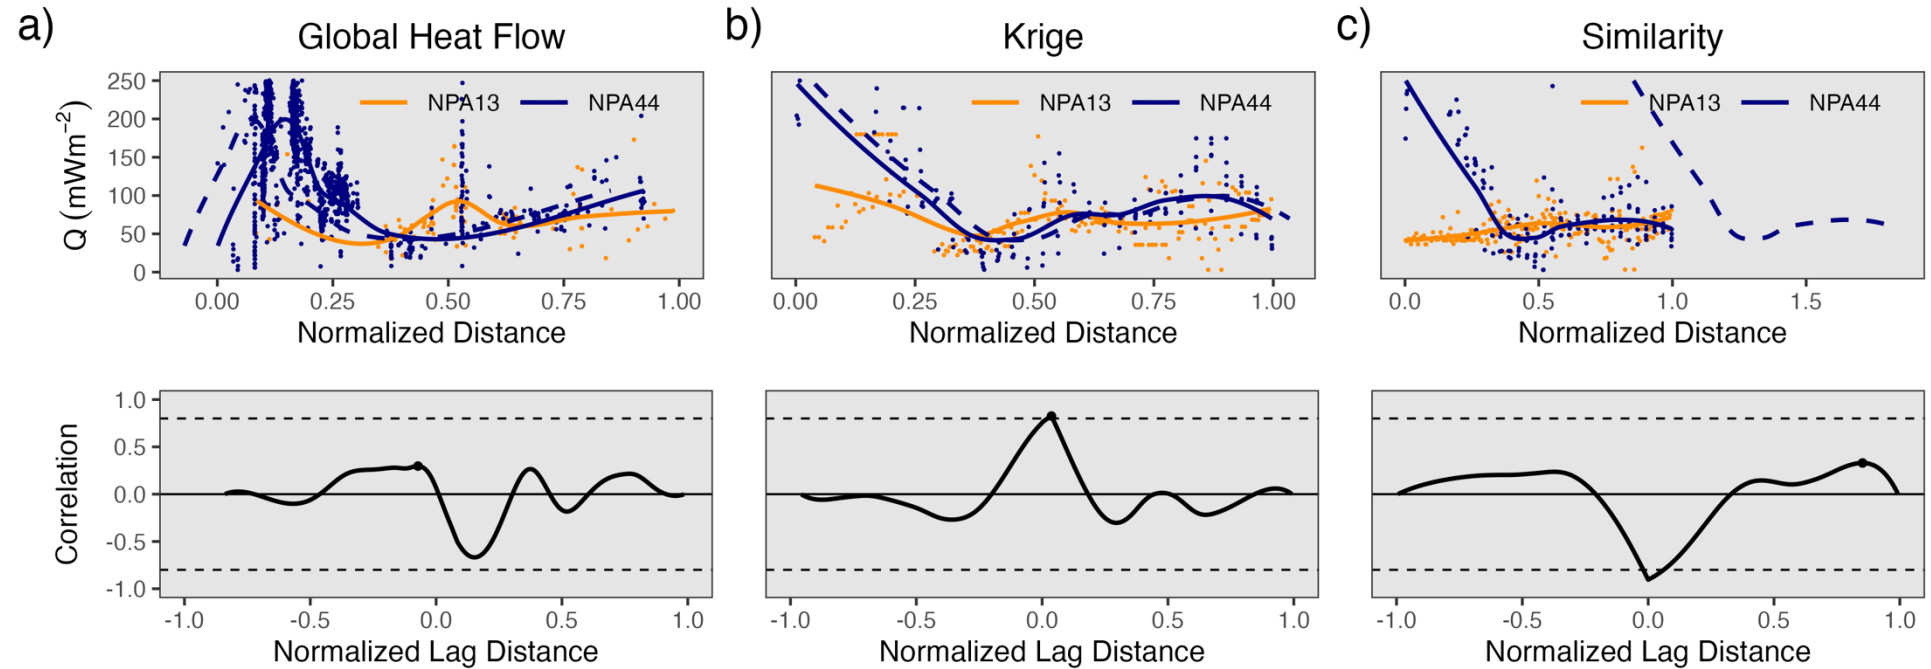 a) Global Heat Flow
b) Krige
c) Similarity
Q (mWm⁻²)
250
200
150
100
50
0
NPA13 NPA44
0.00 0.25 0.50 0.75 1.00
Normalized Distance
NPA13 NPA44
0.00 0.25 0.50 0.75 1.00
Normalized Distance
NPA13 NPA44
0.0 0.5 1.0 1.5
Normalized Distance
Correlation
1.0
0.5
0.0
-0.5
-1.0
-1.0 -0.5 0.0 0.5 1.0
Normalized Lag Distance
-1.0 -0.5 0.0 0.5 1.0
Normalized Lag Distance
-1.0 -0.5 0.0 0.5 1.0
Normalized Lag Distance